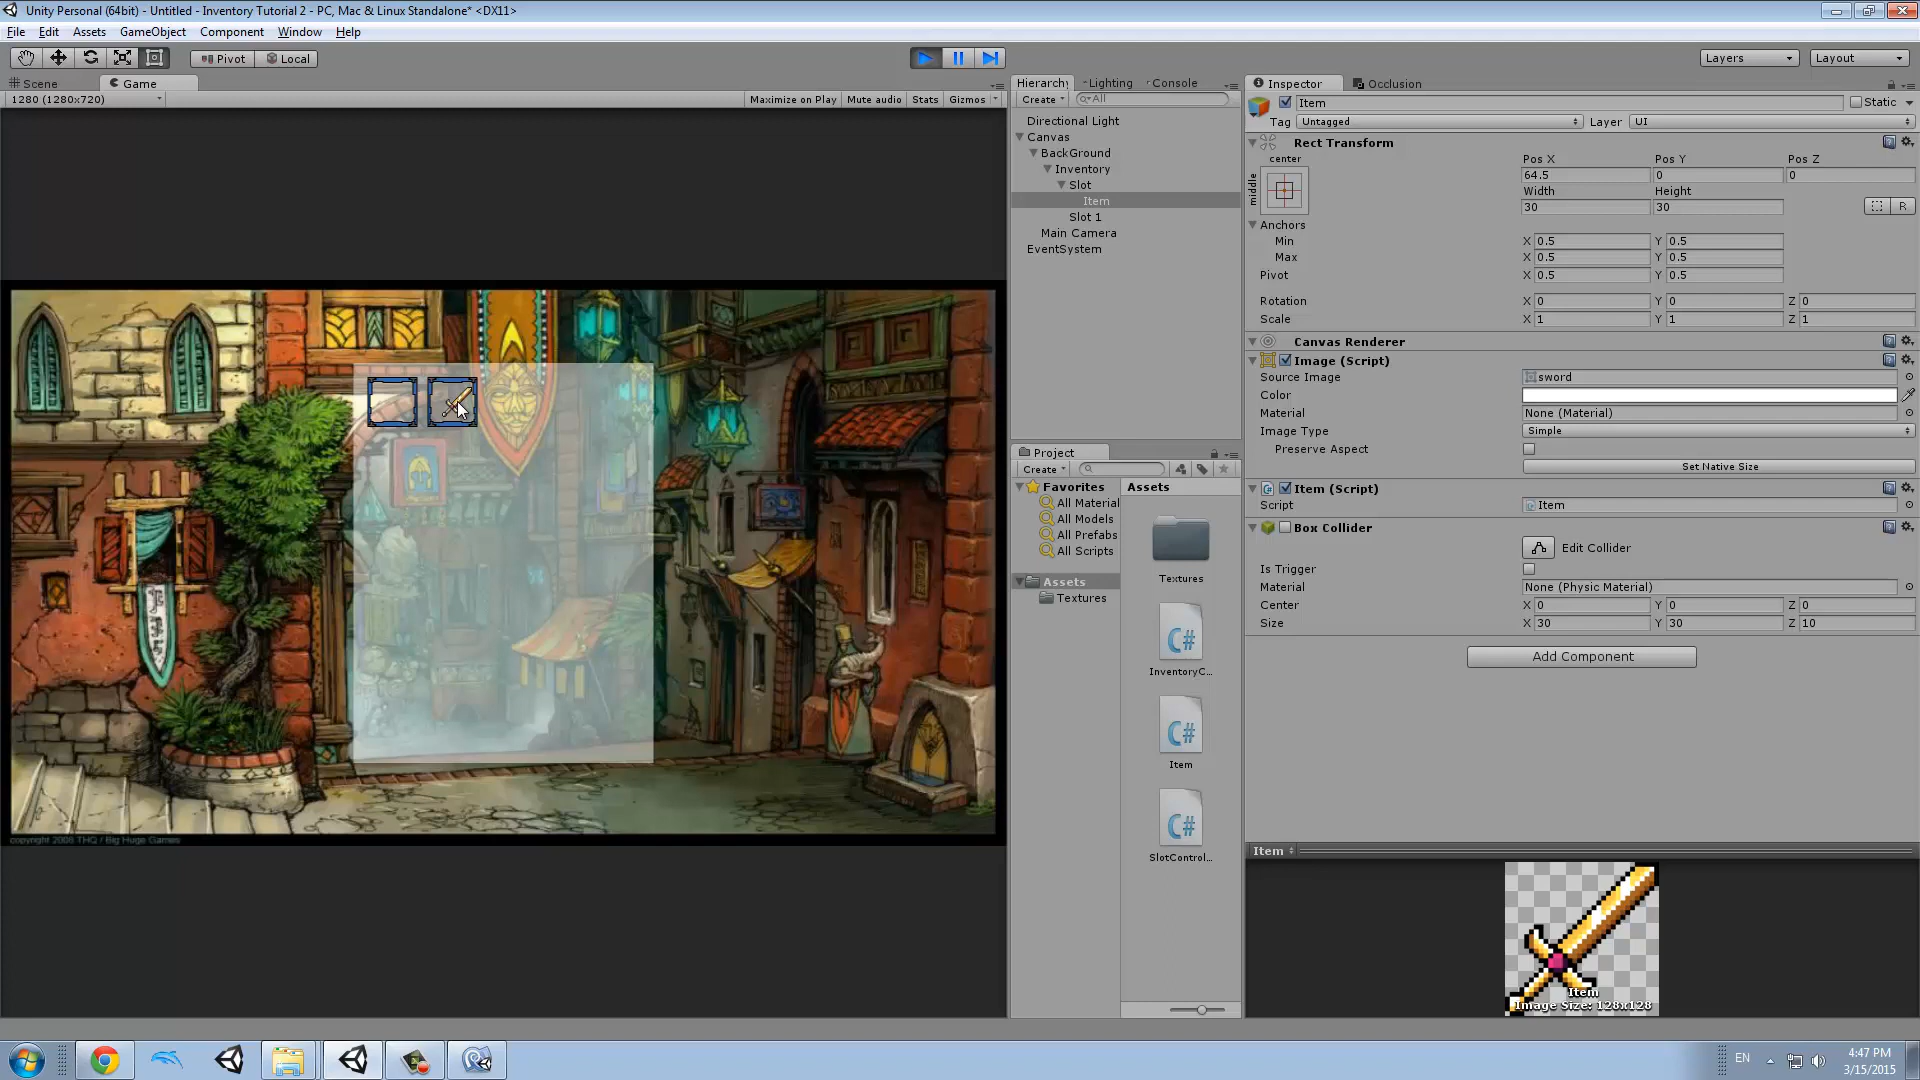 Unity Personal (64bit) - Untitled - Inventory Tutorial 2 - PC, Mac & Linux Standalone* <DX11>
File Edit Assets GameObject Component Window Help
Pivot Local Layers Layout
Scene Game
1280 (1280x720) Maximize on Play Mute audio Stats Gizmos
copyright 2006 THQ / Big Huge Games
Hierarchy Lighting Console
Create All
Directional Light
Canvas
BackGround
Inventory
Slot
Item
Slot 1
Main Camera
EventSystem
Project
Create
Favorites
All Material
All Models
All Prefabs
All Scripts
Assets
Textures
Assets
Textures
InventoryC...
Item
SlotControl...
Inspector Occlusion
Item Static
Tag Untagged Layer UI
Rect Transform
center
middle
Pos X Pos Y Pos Z
64.5 0 0
Width Height
30 30 R
Anchors
Min X 0.5 Y 0.5
Max X 0.5 Y 0.5
Pivot X 0.5 Y 0.5
Rotation X 0 Y 0 Z 0
Scale X 1 Y 1 Z 1
Canvas Renderer
Image (Script)
Source Image sword
Color
Material None (Material)
Image Type Simple
Preserve Aspect
Set Native Size
Item (Script)
Script Item
Box Collider
Edit Collider
Is Trigger
Material None (Physic Material)
Center X 0 Y 0 Z 0
Size X 30 Y 30 Z 10
Add Component
Item
Item
Image Size: 128x128
EN 4:47 PM
3/15/2015